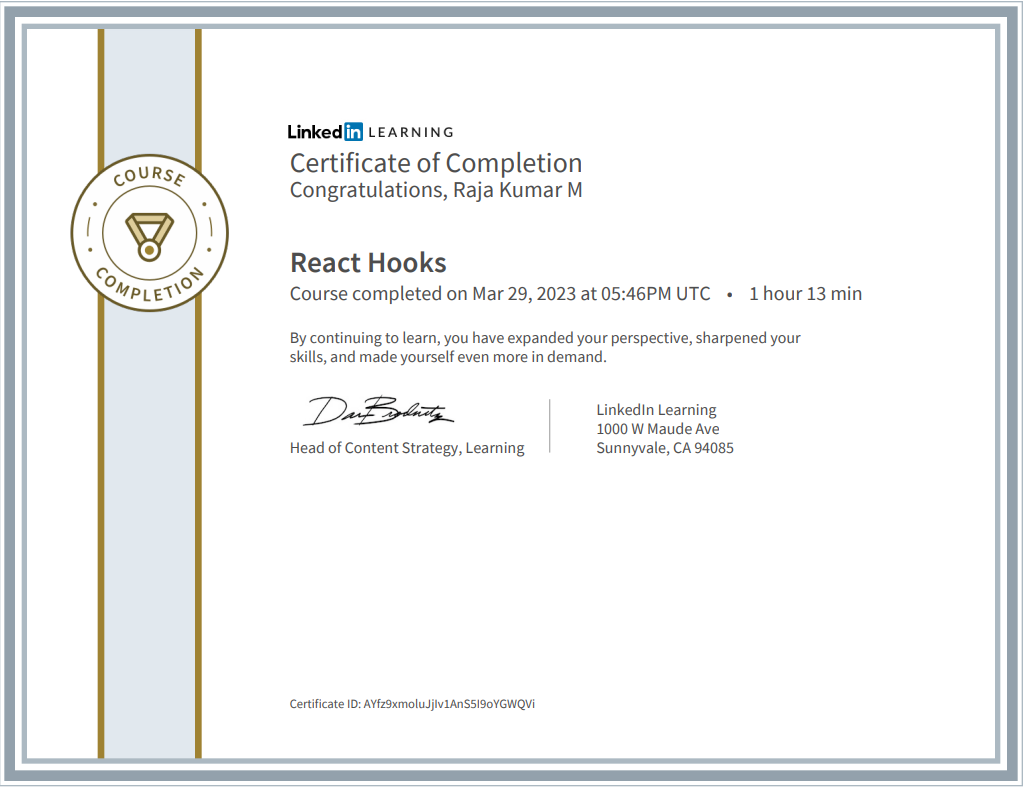 COURSE
COMPLETION
Linked in LEARNING
Certificate of Completion
Congratulations, Raja Kumar M
React Hooks
Course completed on Mar 29, 2023 at 05:46PM UTC • 1 hour 13 min
By continuing to learn, you have expanded your perspective, sharpened your
skills, and made yourself even more in demand.
Head of Content Strategy, Learning
LinkedIn Learning
1000 W Maude Ave
Sunnyvale, CA 94085
Certificate ID: AYfz9xmoluJjIv1AnS5I9oYGWQVi